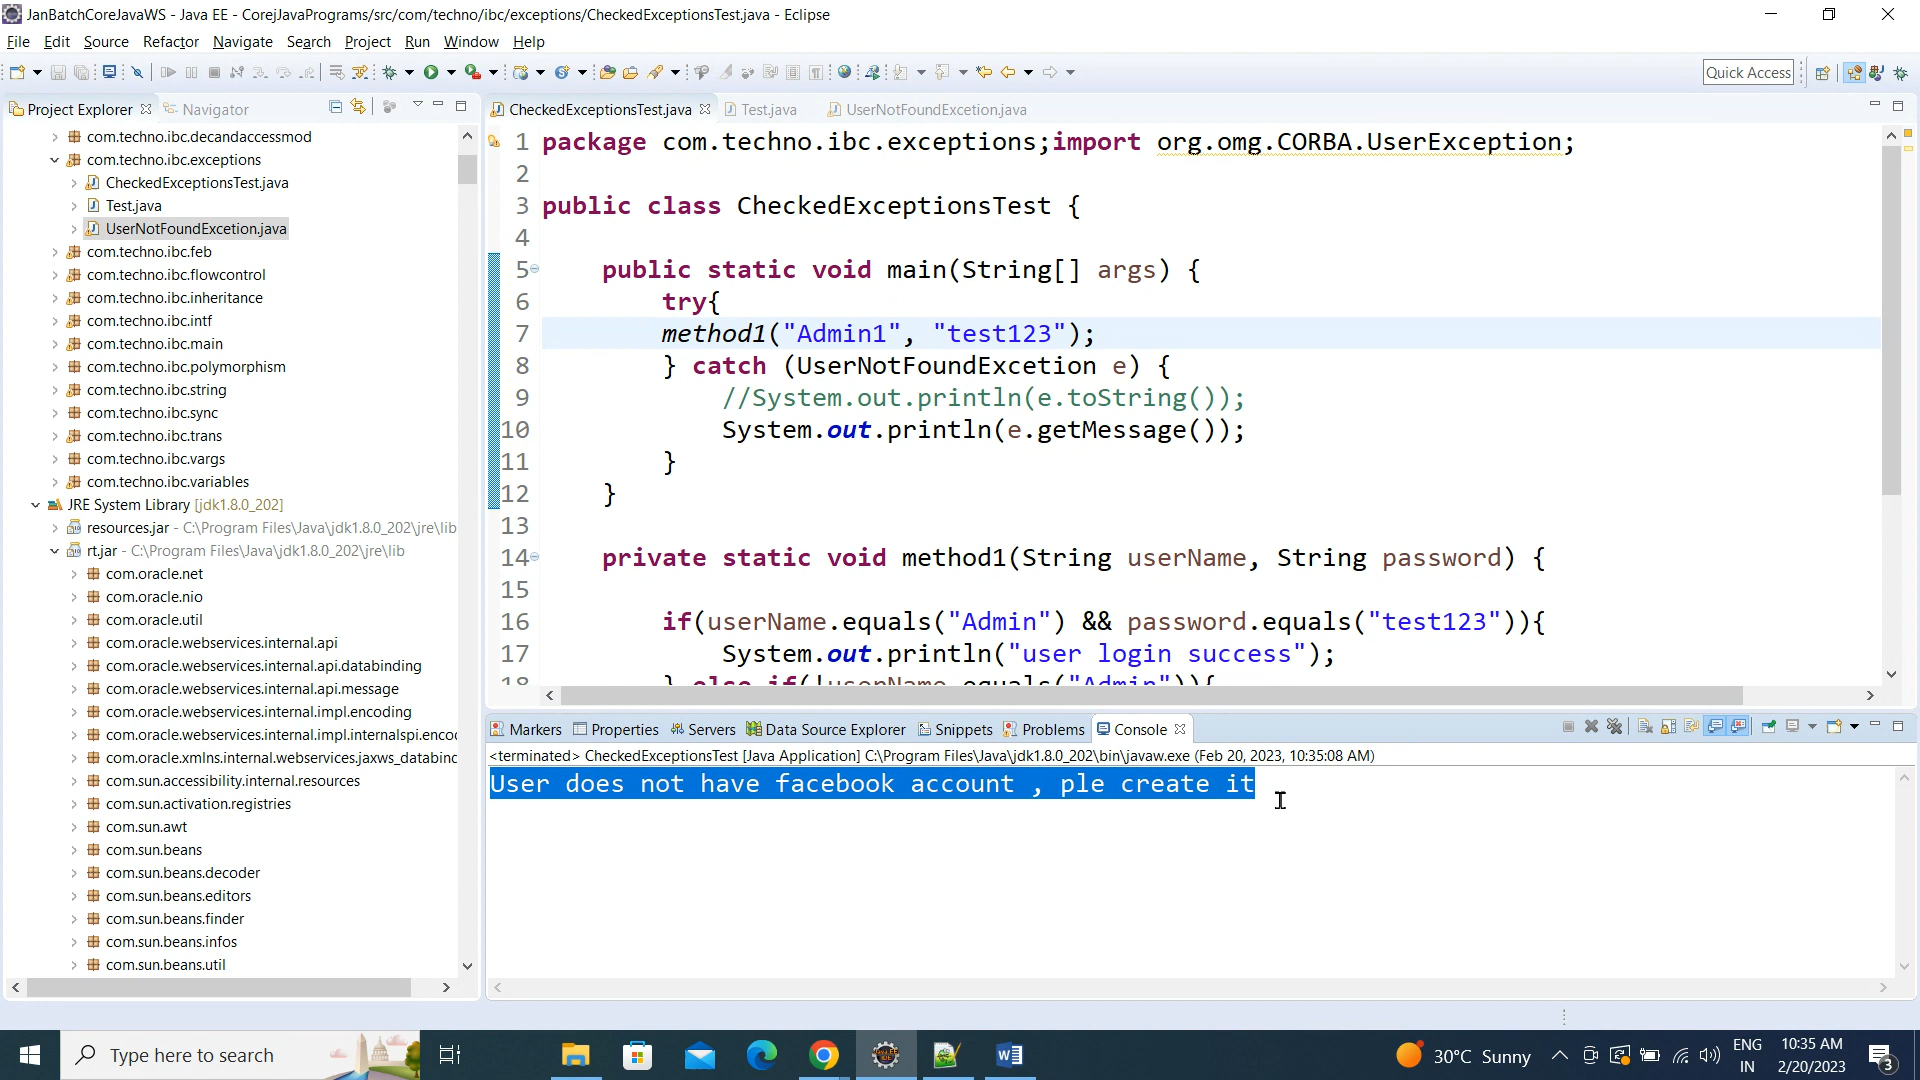 JanBatchCoreJavaWS - Java EE - CorejJavaPrograms/src/com/techno/ibc/exceptions/CheckedExceptionsTest.java - Eclipse
File Edit Source Refactor Navigate Search Project Run Window Help
Quick Access
Project Explorer Navigator
com.techno.ibc.decandaccessmod
com.techno.ibc.exceptions
CheckedExceptionsTest.java
Test.java
UserNotFoundExcetion.java
com.techno.ibc.feb
com.techno.ibc.flowcontrol
com.techno.ibc.inheritance
com.techno.ibc.intf
com.techno.ibc.main
com.techno.ibc.polymorphism
com.techno.ibc.string
com.techno.ibc.sync
com.techno.ibc.trans
com.techno.ibc.vargs
com.techno.ibc.variables
JRE System Library [jdk1.8.0_202]
resources.jar - C:\Program Files\Java\jdk1.8.0_202\jre\lib
rt.jar - C:\Program Files\Java\jdk1.8.0_202\jre\lib
com.oracle.net
com.oracle.nio
com.oracle.util
com.oracle.webservices.internal.api
com.oracle.webservices.internal.api.databinding
com.oracle.webservices.internal.api.message
com.oracle.webservices.internal.impl.encoding
com.oracle.webservices.internal.impl.internalspi.enco
com.oracle.xmlns.internal.webservices.jaxws_databinc
com.sun.accessibility.internal.resources
com.sun.activation.registries
com.sun.awt
com.sun.beans
com.sun.beans.decoder
com.sun.beans.editors
com.sun.beans.finder
com.sun.beans.infos
com.sun.beans.util
CheckedExceptionsTest.java Test.java UserNotFoundExcetion.java
1 package com.techno.ibc.exceptions;import org.omg.CORBA.UserException;
2
3 public class CheckedExceptionsTest {
4
5 public static void main(String[] args) {
6 try{
7 method1("Admin1", "test123");
8 } catch (UserNotFoundExcetion e) {
9 //System.out.println(e.toString());
10 System.out.println(e.getMessage());
11 }
12 }
13
14 private static void method1(String userName, String password) {
15
16 if(userName.equals("Admin") && password.equals("test123")){
17 System.out.println("user login success");
18 } else if(!userName.equals("Admin")){
Markers Properties Servers Data Source Explorer Snippets Problems Console
<terminated> CheckedExceptionsTest [Java Application] C:\Program Files\Java\jdk1.8.0_202\bin\javaw.exe (Feb 20, 2023, 10:35:08 AM)
User does not have facebook account , ple create it
Type here to search
30°C Sunny
ENG
IN
10:35 AM
2/20/2023
3